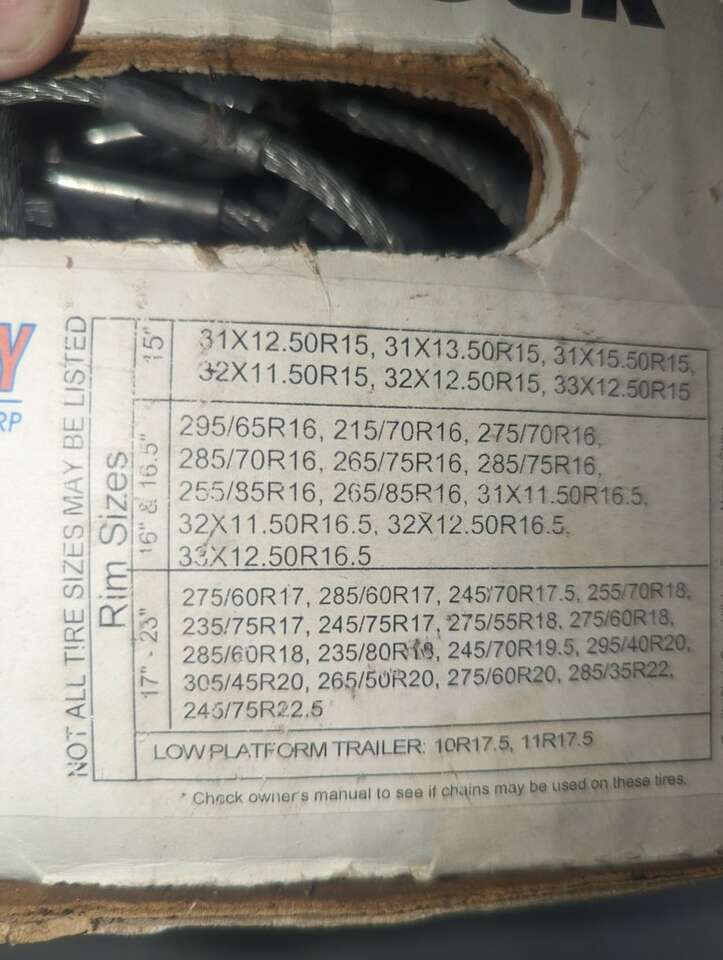 OCK
Y
RP
NOT ALL TIRE SIZES MAY BE LISTED
Rim Sizes
15"
31X12.50R15, 31X13.50R15, 31X15.50R15,
32X11.50R15, 32X12.50R15, 33X12.50R15
16" & 16.5"
295/65R16, 215/70R16, 275/70R16,
285/70R16, 265/75R16, 285/75R16,
255/85R16, 265/85R16, 31X11.50R16.5,
32X11.50R16.5, 32X12.50R16.5,
33X12.50R16.5
17" - 23"
275/60R17, 285/60R17, 245/70R17.5, 255/70R18,
235/75R17, 245/75R17, 275/55R18, 275/60R18,
285/60R18, 235/80R18, 245/70R19.5, 295/40R20,
305/45R20, 265/50R20, 275/60R20, 285/35R22,
245/75R22.5
LOW PLATFORM TRAILER: 10R17.5, 11R17.5
* Check owner's manual to see if chains may be used on these tires.